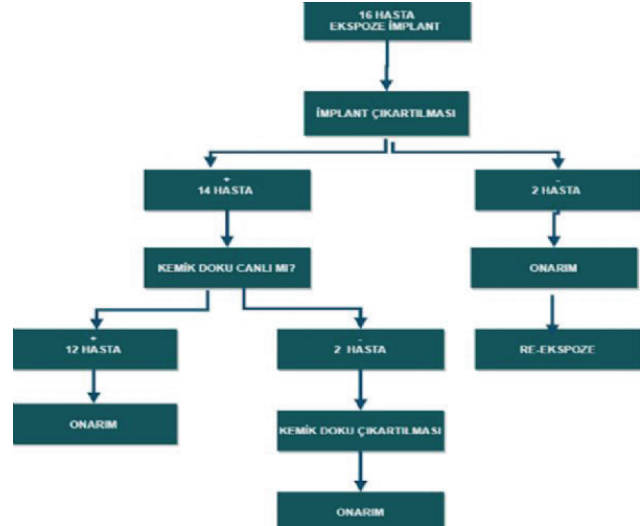 16 HASTA
EKSPOZE İMPLANT
İMPLANT ÇIKARTILMASI
+
14 HASTA
-
2 HASTA
KEMİK DOKU CANLI MI?
ONARIM
+
12 HASTA
-
2 HASTA
RE-EKSPOZE
ONARIM
KEMİK DOKU ÇIKARTILMASI
ONARIM